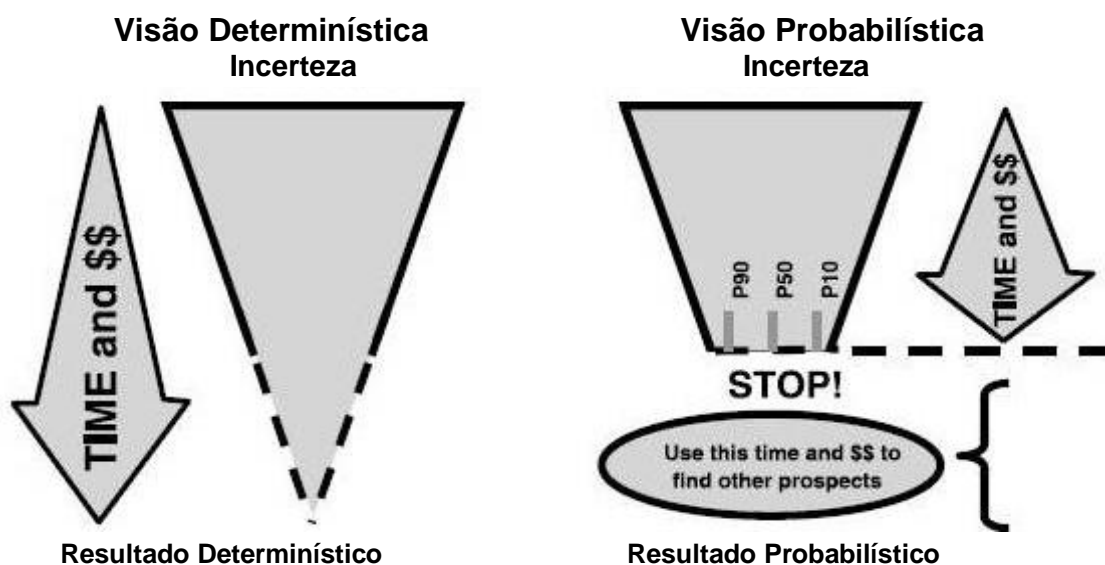 Visão Determinística
Incerteza
TIME and $$
Resultado Determinístico
Visão Probabilística
Incerteza
P90
P50
P10
TIME and $$
STOP!
Use this time and $$ to
find other prospects
Resultado Probabilístico